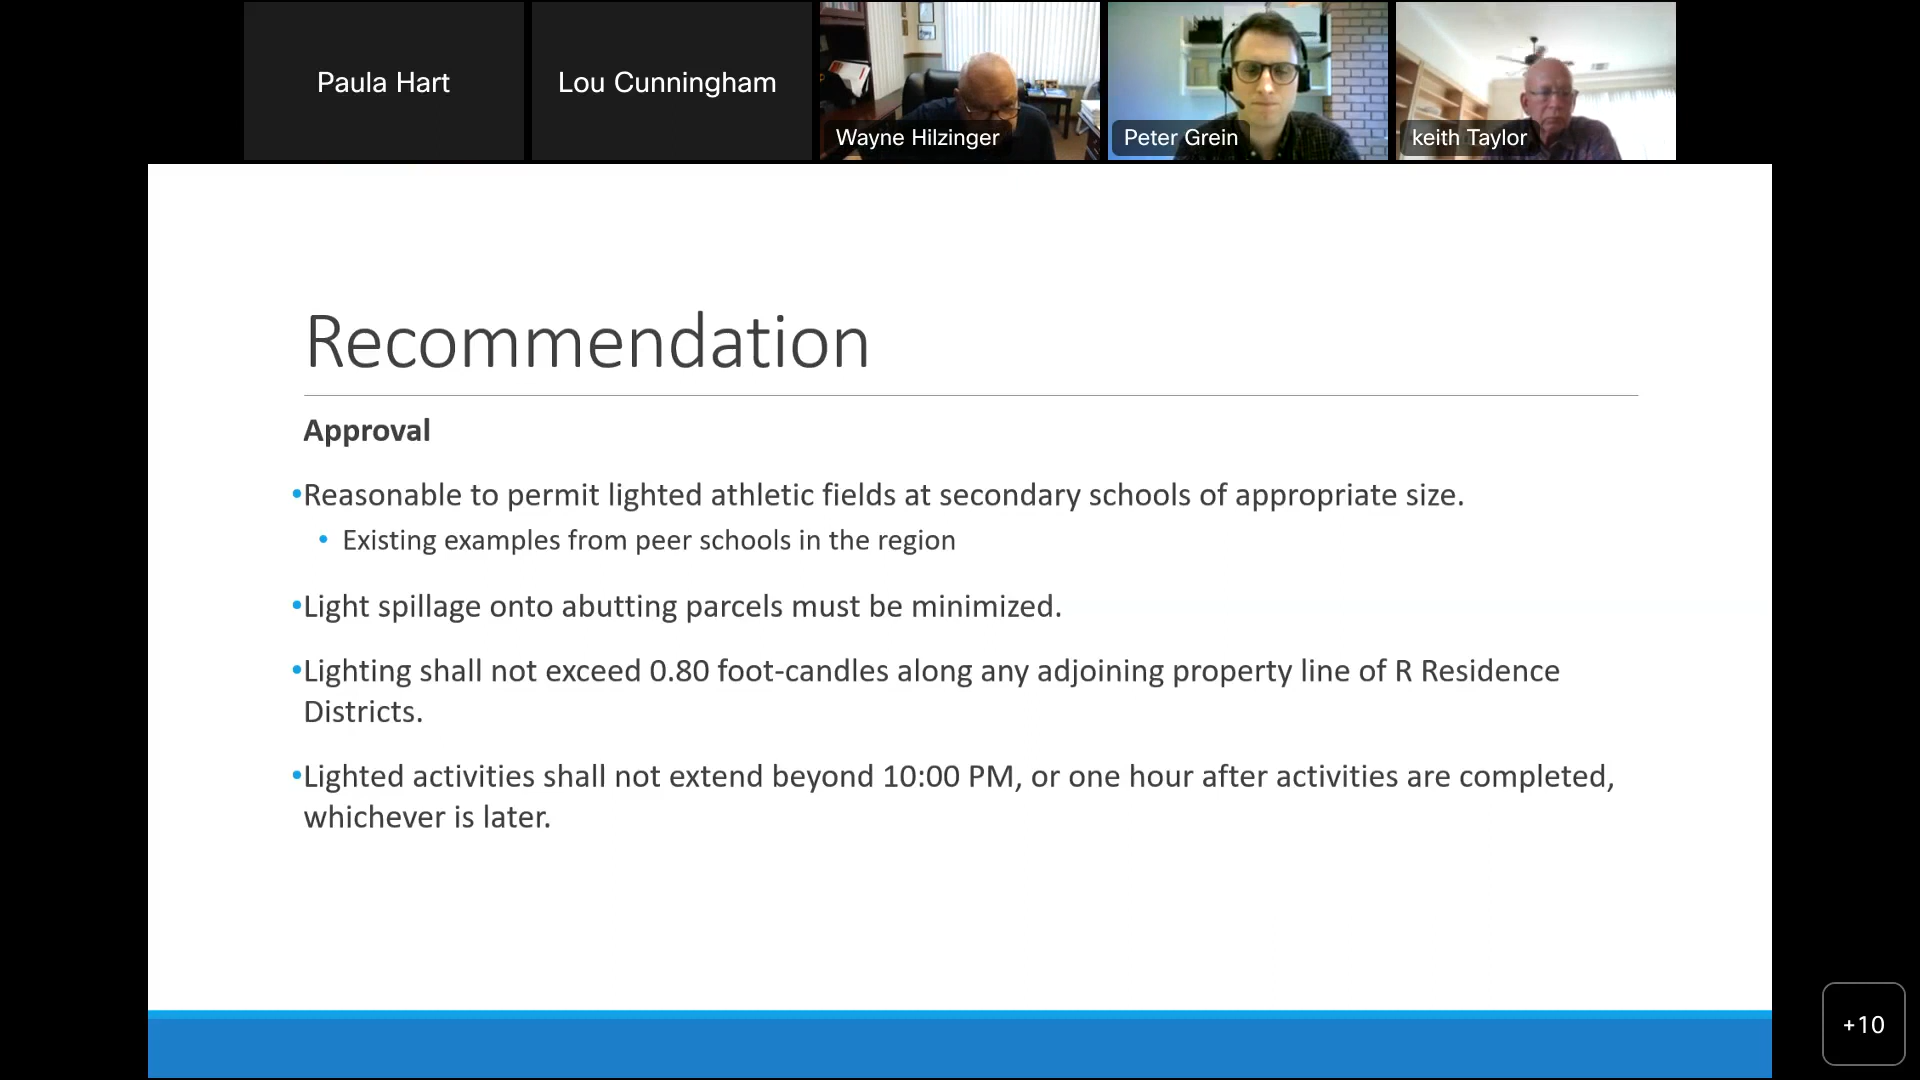 Paula Hart
Lou Cunningham
Wayne Hilzinger
Peter Grein
keith Taylor
Recommendation
Approval
•Reasonable to permit lighted athletic fields at secondary schools of appropriate size.
• Existing examples from peer schools in the region
•Light spillage onto abutting parcels must be minimized.
•Lighting shall not exceed 0.80 foot-candles along any adjoining property line of R Residence
Districts.
•Lighted activities shall not extend beyond 10:00 PM, or one hour after activities are completed,
whichever is later.
+10